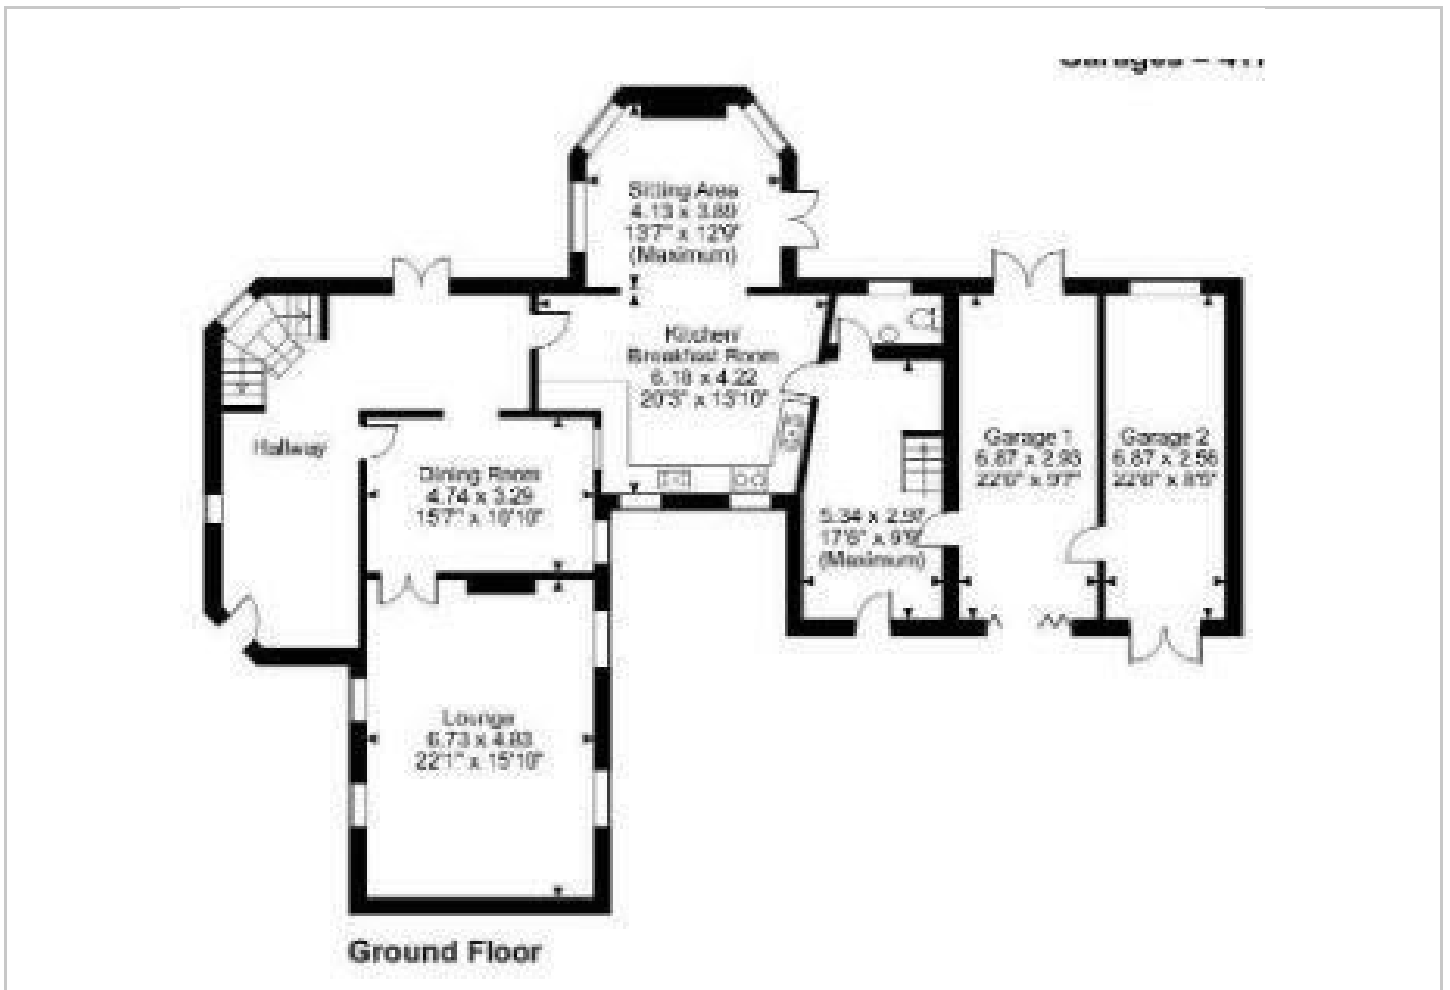 Sitting Area
4.13 x 3.89
13'7" x 12'9"
(Maximum)
Kitchen/
Breakfast Room
6.18 x 4.22
20'3" x 13'10"
Hallway
Dining Room
4.74 x 3.29
15'7" x 10'10"
Garage 1
6.87 x 2.93
22'6" x 9'7"
Garage 2
6.87 x 2.56
22'6" x 8'5"
5.34 x 2.97
17'6" x 9'9"
(Maximum)
Lounge
6.73 x 4.83
22'1" x 15'10"
Ground Floor